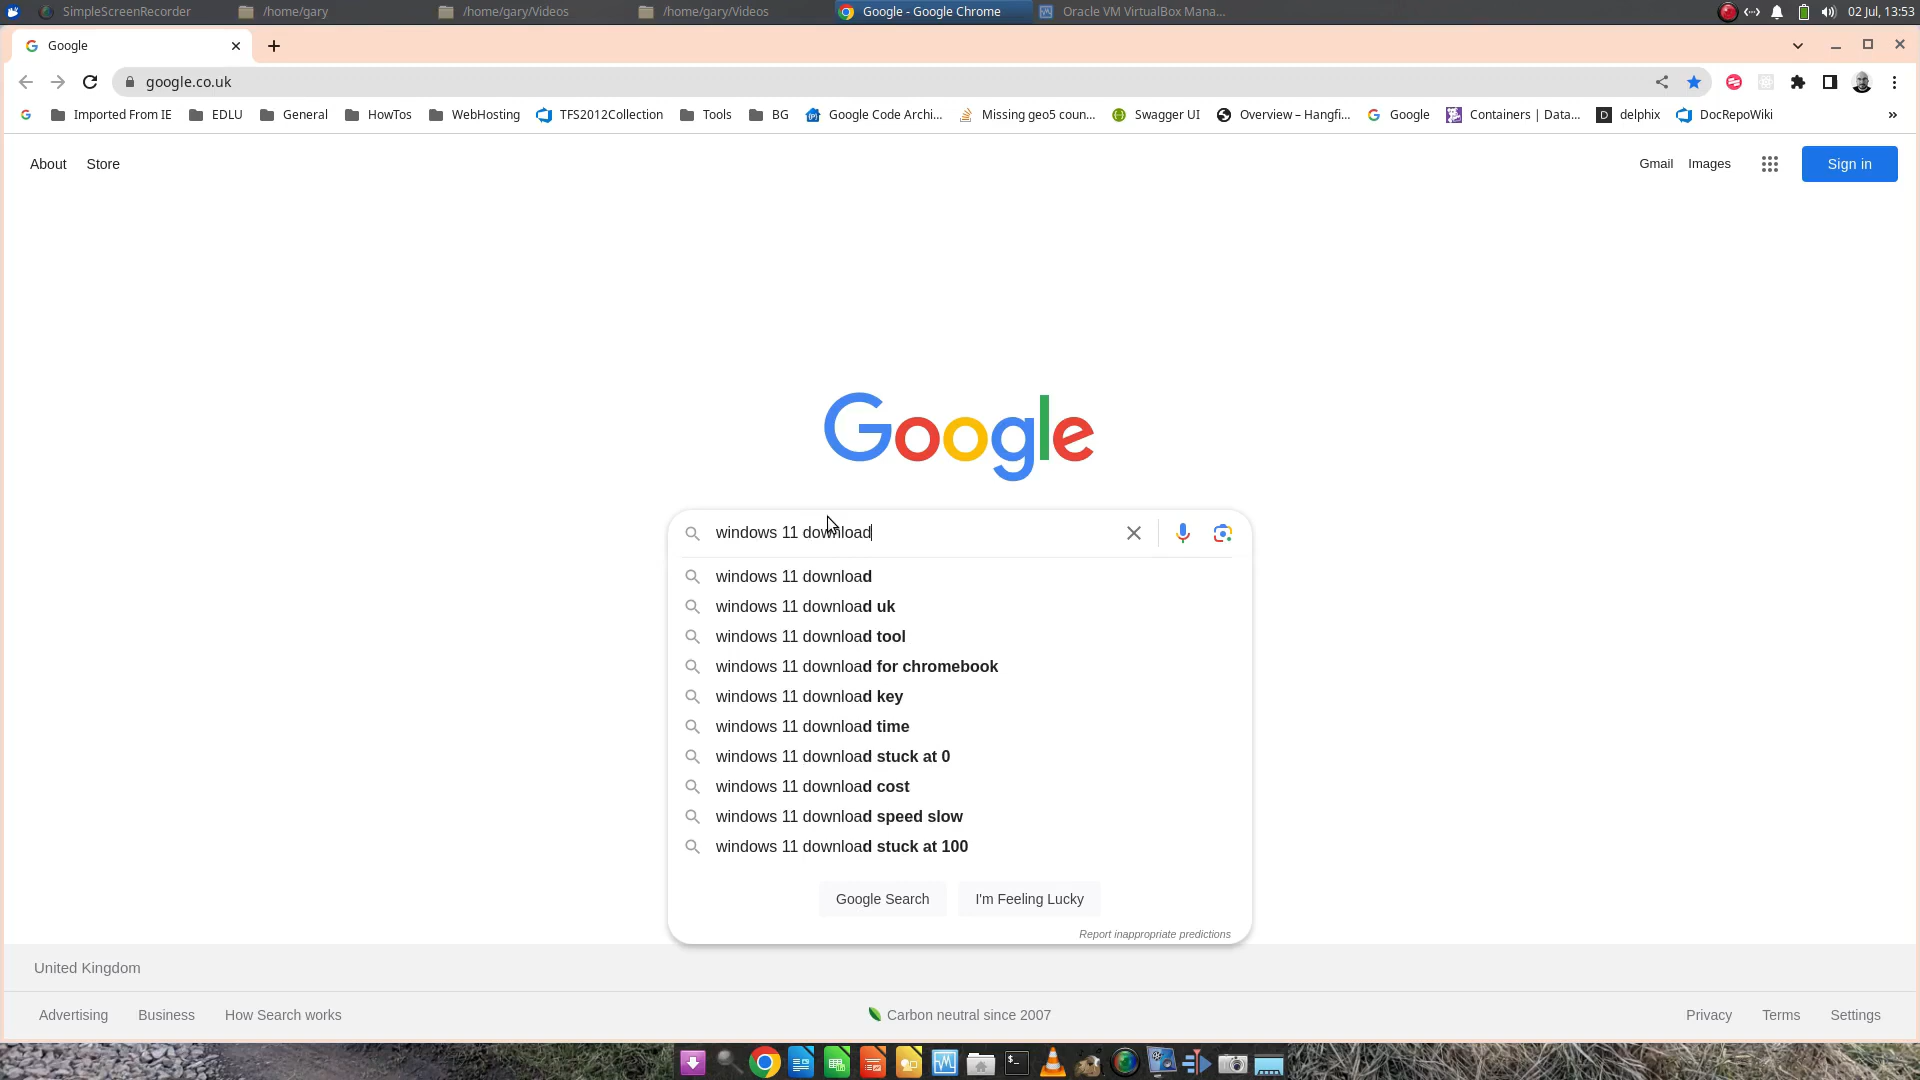 SimpleScreenRecorder /home/gary /home/gary/Videos /home/gary/Videos Google - Google Chrome Oracle VM VirtualBox Mana... 02 Jul, 13:53
Google
google.co.uk
Imported From IE EDLU General HowTos WebHosting TFS2012Collection Tools BG Google Code Archi... Missing geo5 coun... Swagger UI Overview – Hangfi... Google Containers | Data... delphix DocRepoWiki »
About Store Gmail Images Sign in
Google
windows 11 download
windows 11 download
windows 11 download uk
windows 11 download tool
windows 11 download for chromebook
windows 11 download key
windows 11 download time
windows 11 download stuck at 0
windows 11 download cost
windows 11 download speed slow
windows 11 download stuck at 100
Google Search I'm Feeling Lucky
Report inappropriate predictions
United Kingdom
Advertising Business How Search works Carbon neutral since 2007 Privacy Terms Settings